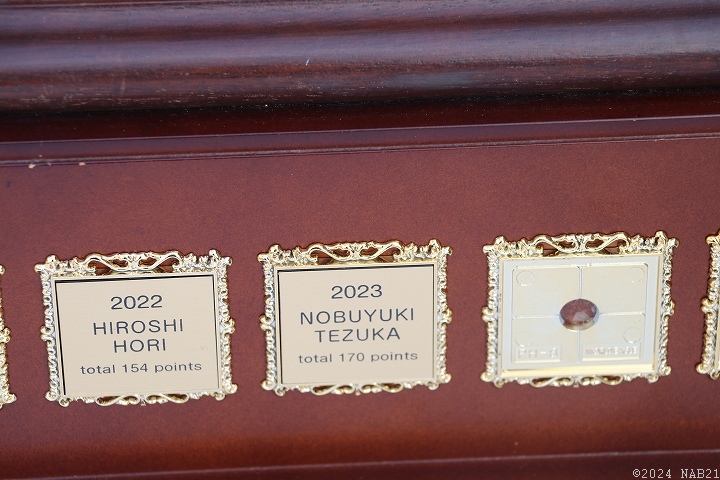 2022
HIROSHI
HORI
total 154 points
2023
NOBUYUKI
TEZUKA
total 170 points
©2024 NAB21